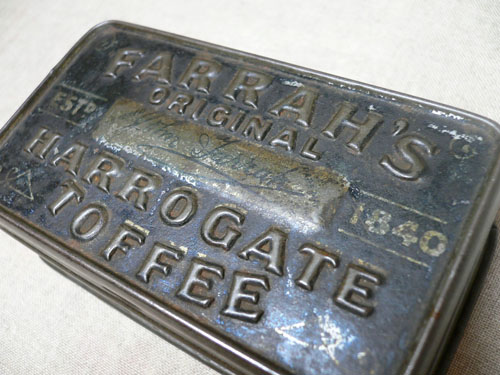 FARRAH'S
ORIGINAL
ESTD 1840
HARROGATE
TOFFEE